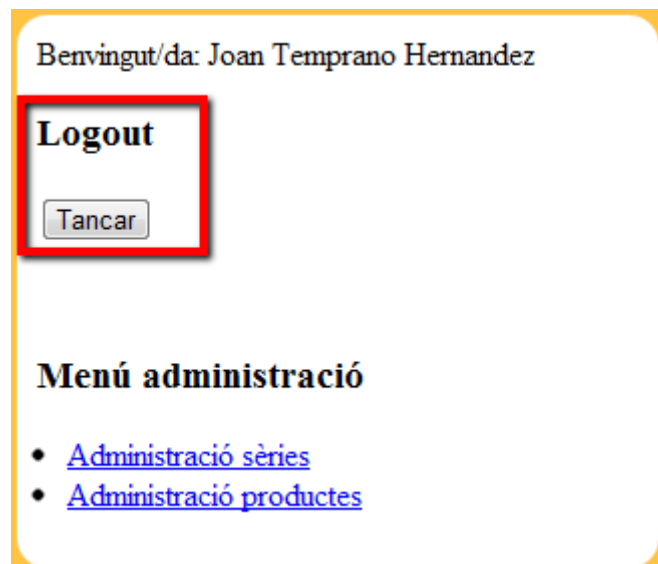 Benvingut/da: Joan Temprano Hernandez
Logout
Tancar
Menú administració
Administració sèries
Administració productes